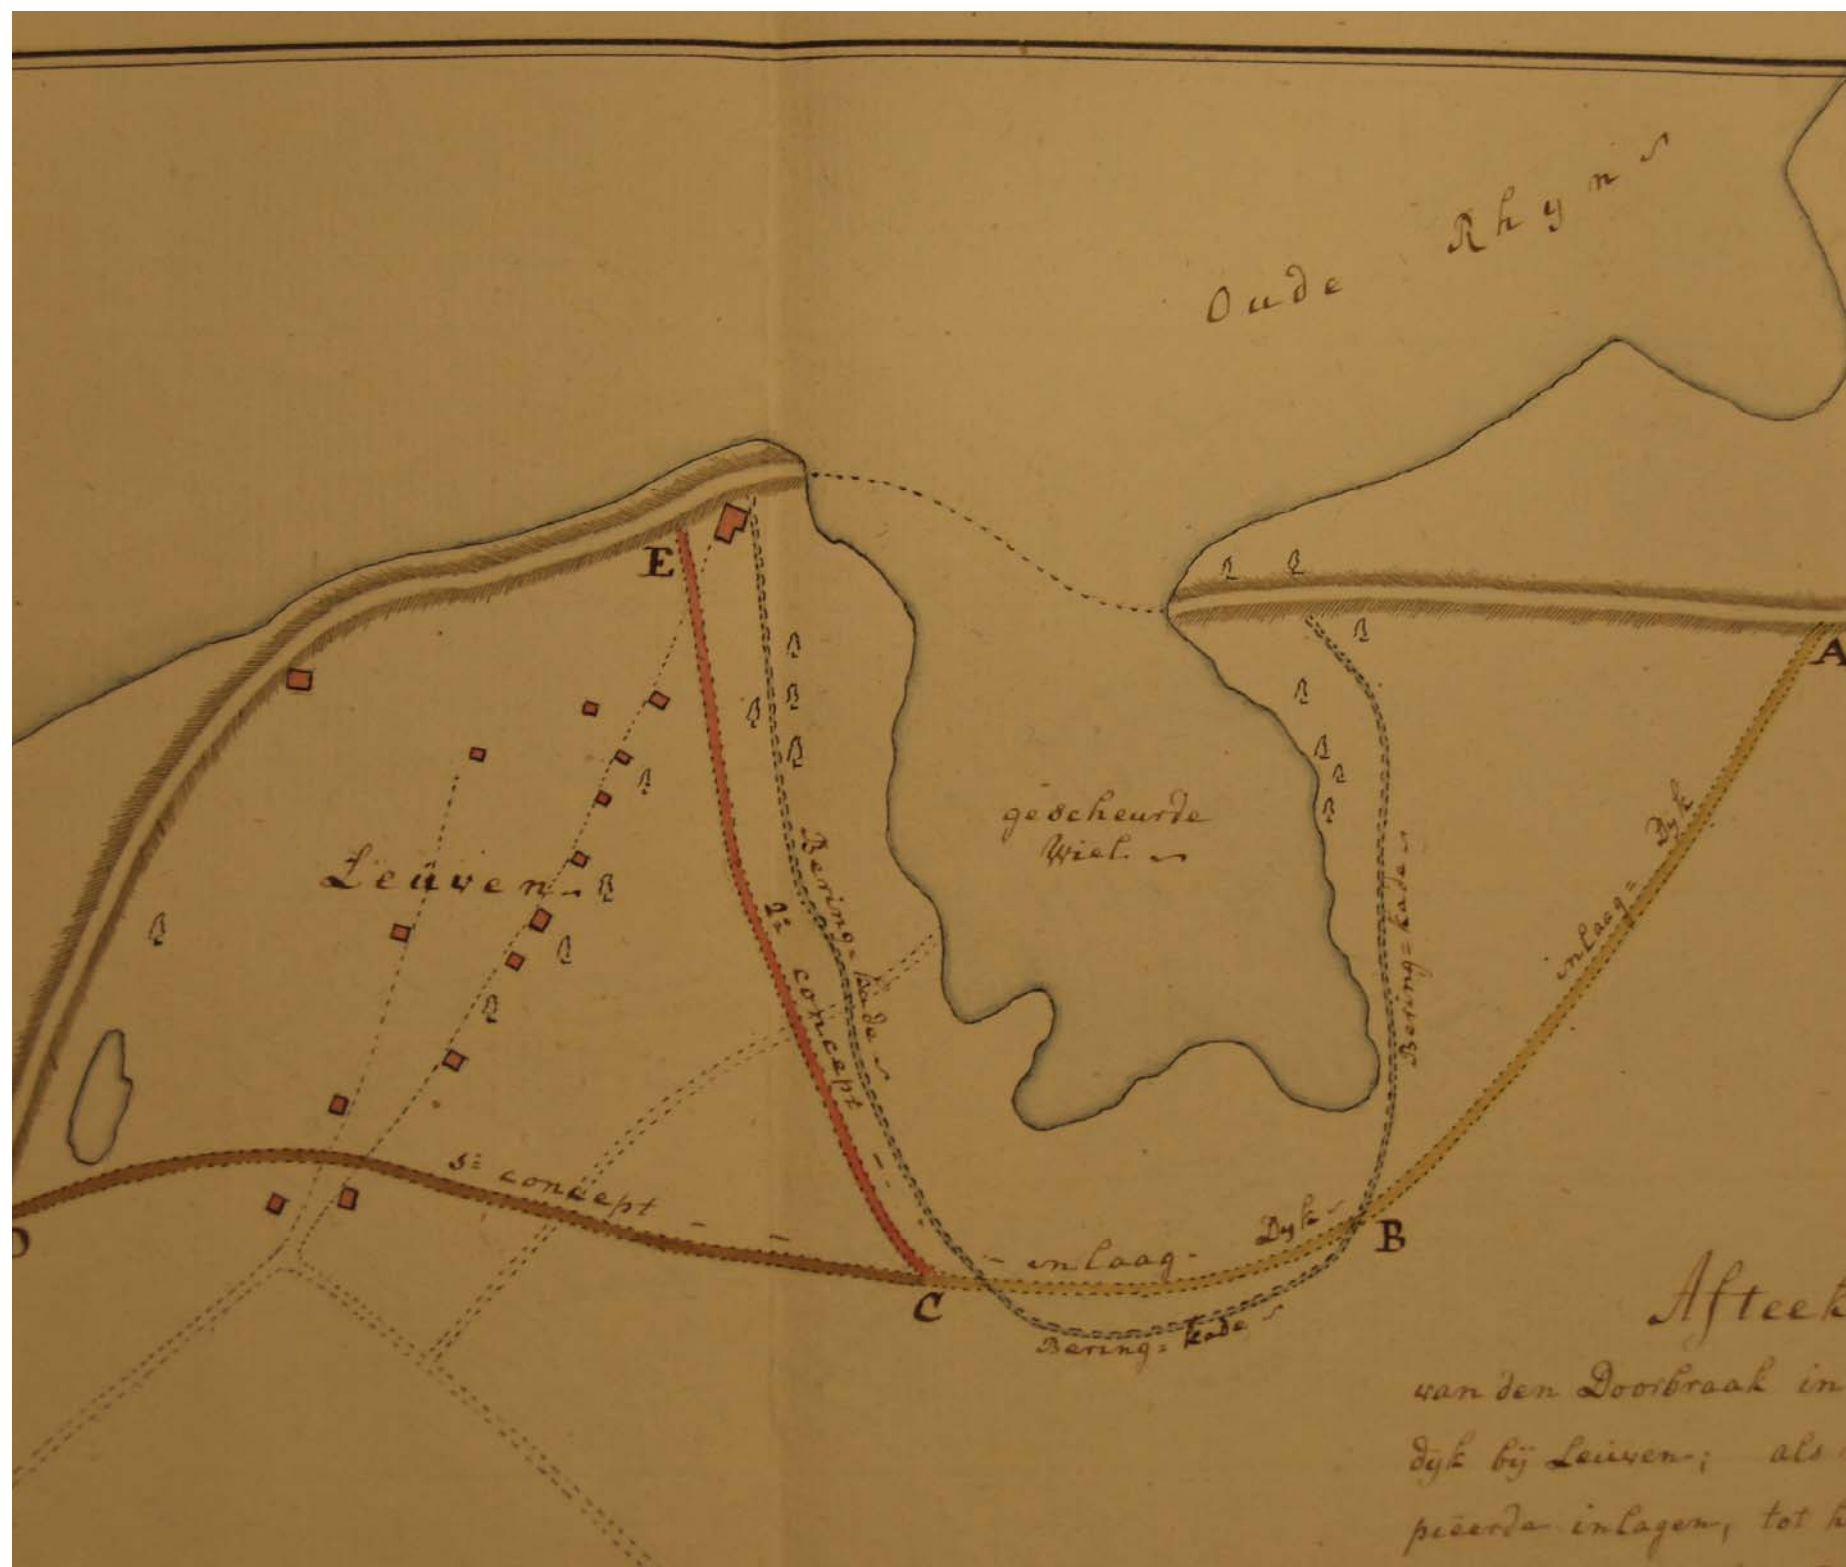 Oude Rhyn
E
A
gescheurde
Wiel
Dyk
inlaag=
Leuven
Bering=kade
Bering=kade
2e concept
s= concept
inlaag- Dyk
B
D
C
Bering=kade
Afteek
van den Doorbraak in
dyk bij Leuven; als
pieerde inlagen, tot h